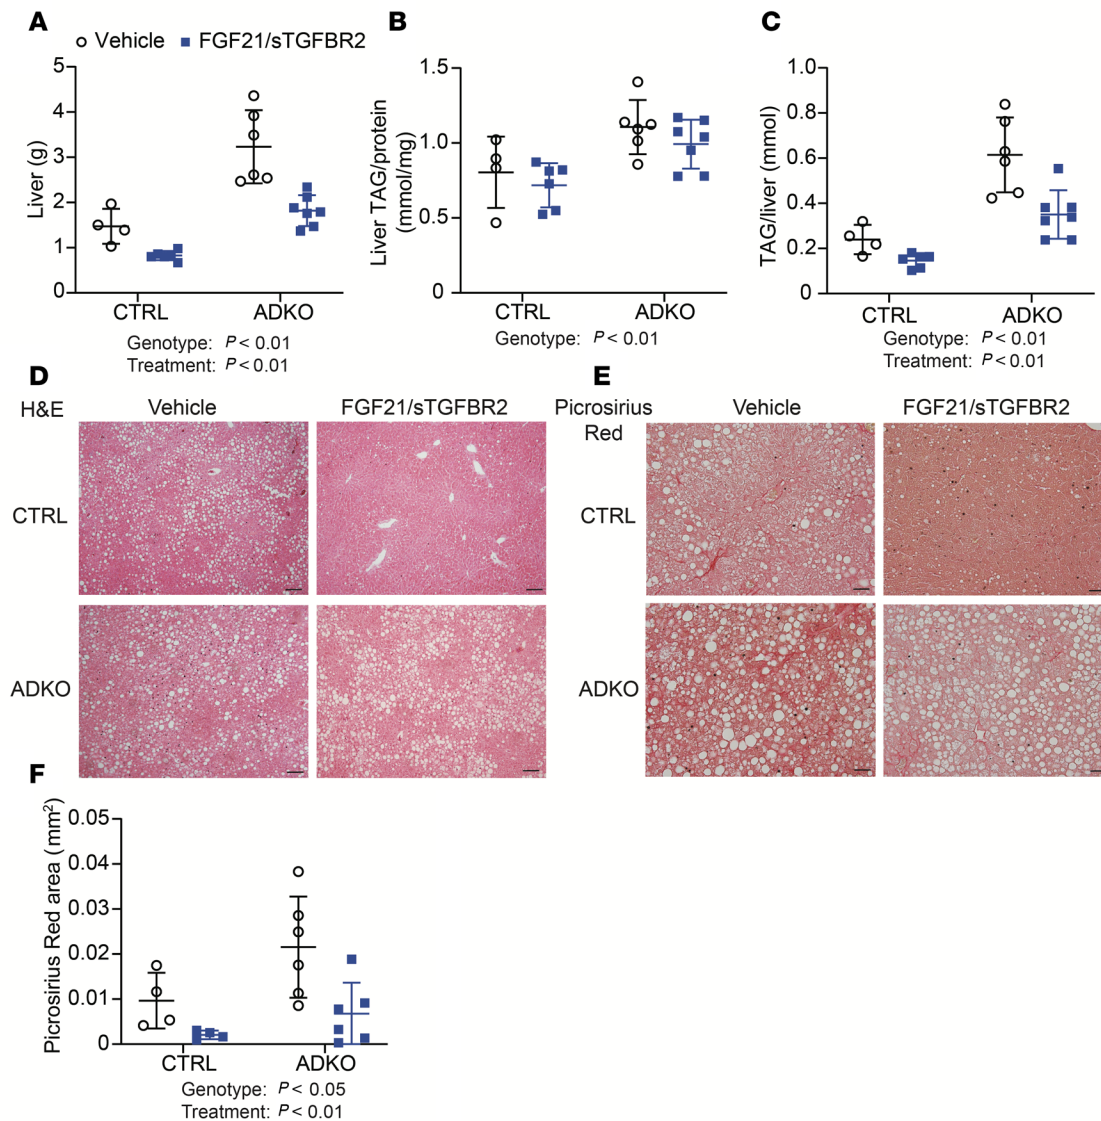 A
Vehicle FGF21/sTGFBR2
Liver (g)
5
4
3
2
1
0
CTRL ADKO
Genotype: P < 0.01
Treatment: P < 0.01
B
Liver TAG/protein
(mmol/mg)
1.5
1.0
0.5
0
CTRL ADKO
Genotype: P < 0.01
C
TAG/liver (mmol)
1.0
0.8
0.6
0.4
0.2
0
CTRL ADKO
Genotype: P < 0.01
Treatment: P < 0.01
D
H&E Vehicle FGF21/sTGFBR2
CTRL
ADKO
E
Picrosirius Vehicle FGF21/sTGFBR2
Red
CTRL
ADKO
F
Picrosirius Red area (mm²)
0.05
0.04
0.03
0.02
0.01
0
CTRL ADKO
Genotype: P < 0.05
Treatment: P < 0.01